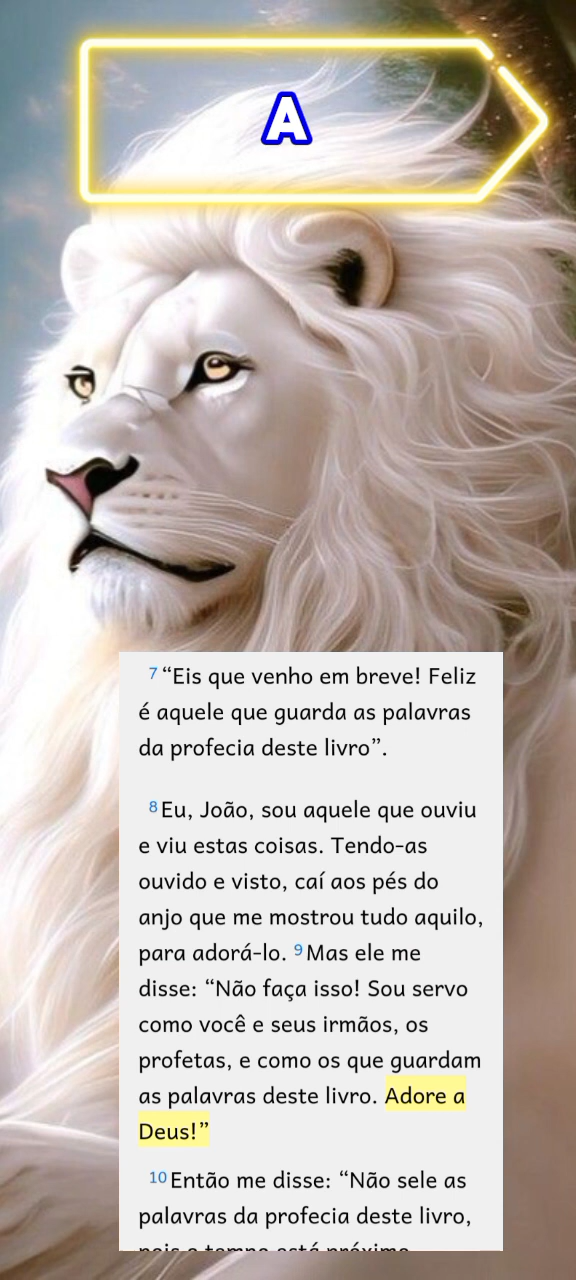 A
7 “Eis que venho em breve! Feliz
é aquele que guarda as palavras
da profecia deste livro”.
8 Eu, João, sou aquele que ouviu
e viu estas coisas. Tendo-as
ouvido e visto, caí aos pés do
anjo que me mostrou tudo aquilo,
para adorá-lo. 9 Mas ele me
disse: “Não faça isso! Sou servo
como você e seus irmãos, os
profetas, e como os que guardam
as palavras deste livro. Adore a
Deus!”
10 Então me disse: “Não sele as
palavras da profecia deste livro,
pois o tempo está próximo